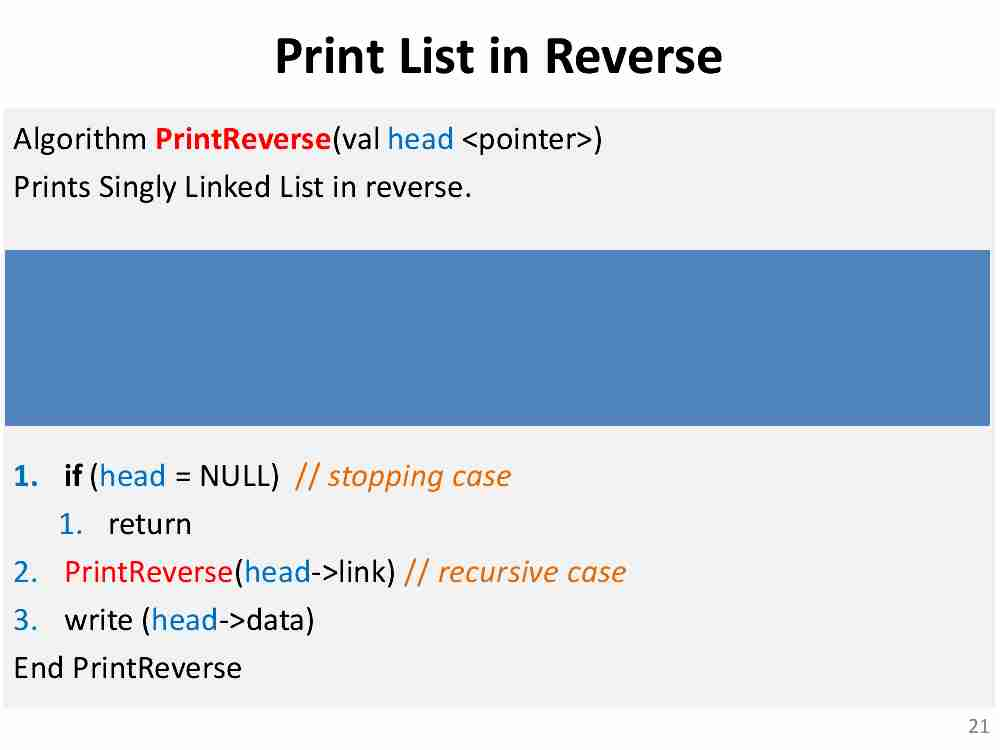 Print List in Reverse
Algorithm PrintReverse(val head <pointer>)
Prints Singly Linked List in reverse.
1. if (head = NULL) // stopping case
1. return
2. PrintReverse(head->link) // recursive case
3. write (head->data)
End PrintReverse
21